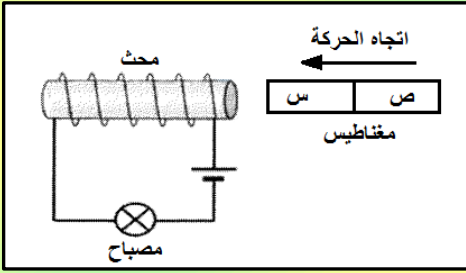 اتجاه الحركة
محث
س
ص
مغناطيس
مصباح